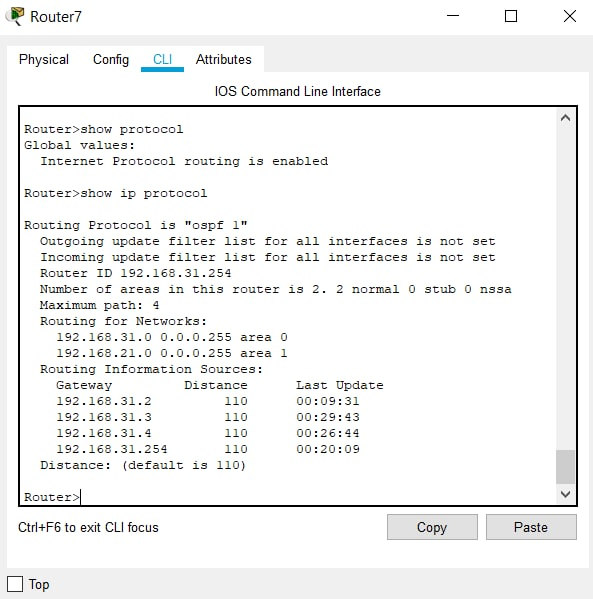 Router7
Physical Config CLI Attributes
IOS Command Line Interface
Router>show protocol
Global values:
  Internet Protocol routing is enabled
Router>show ip protocol
Routing Protocol is "ospf 1"
  Outgoing update filter list for all interfaces is not set
  Incoming update filter list for all interfaces is not set
  Router ID 192.168.31.254
  Number of areas in this router is 2. 2 normal 0 stub 0 nssa
  Maximum path: 4
  Routing for Networks:
    192.168.31.0 0.0.0.255 area 0
    192.168.21.0 0.0.0.255 area 1
  Routing Information Sources:
    Gateway         Distance      Last Update
    192.168.31.2         110      00:09:31
    192.168.31.3         110      00:29:43
    192.168.31.4         110      00:26:44
    192.168.31.254       110      00:20:09
  Distance: (default is 110)
Router>
Ctrl+F6 to exit CLI focus Copy Paste
Top